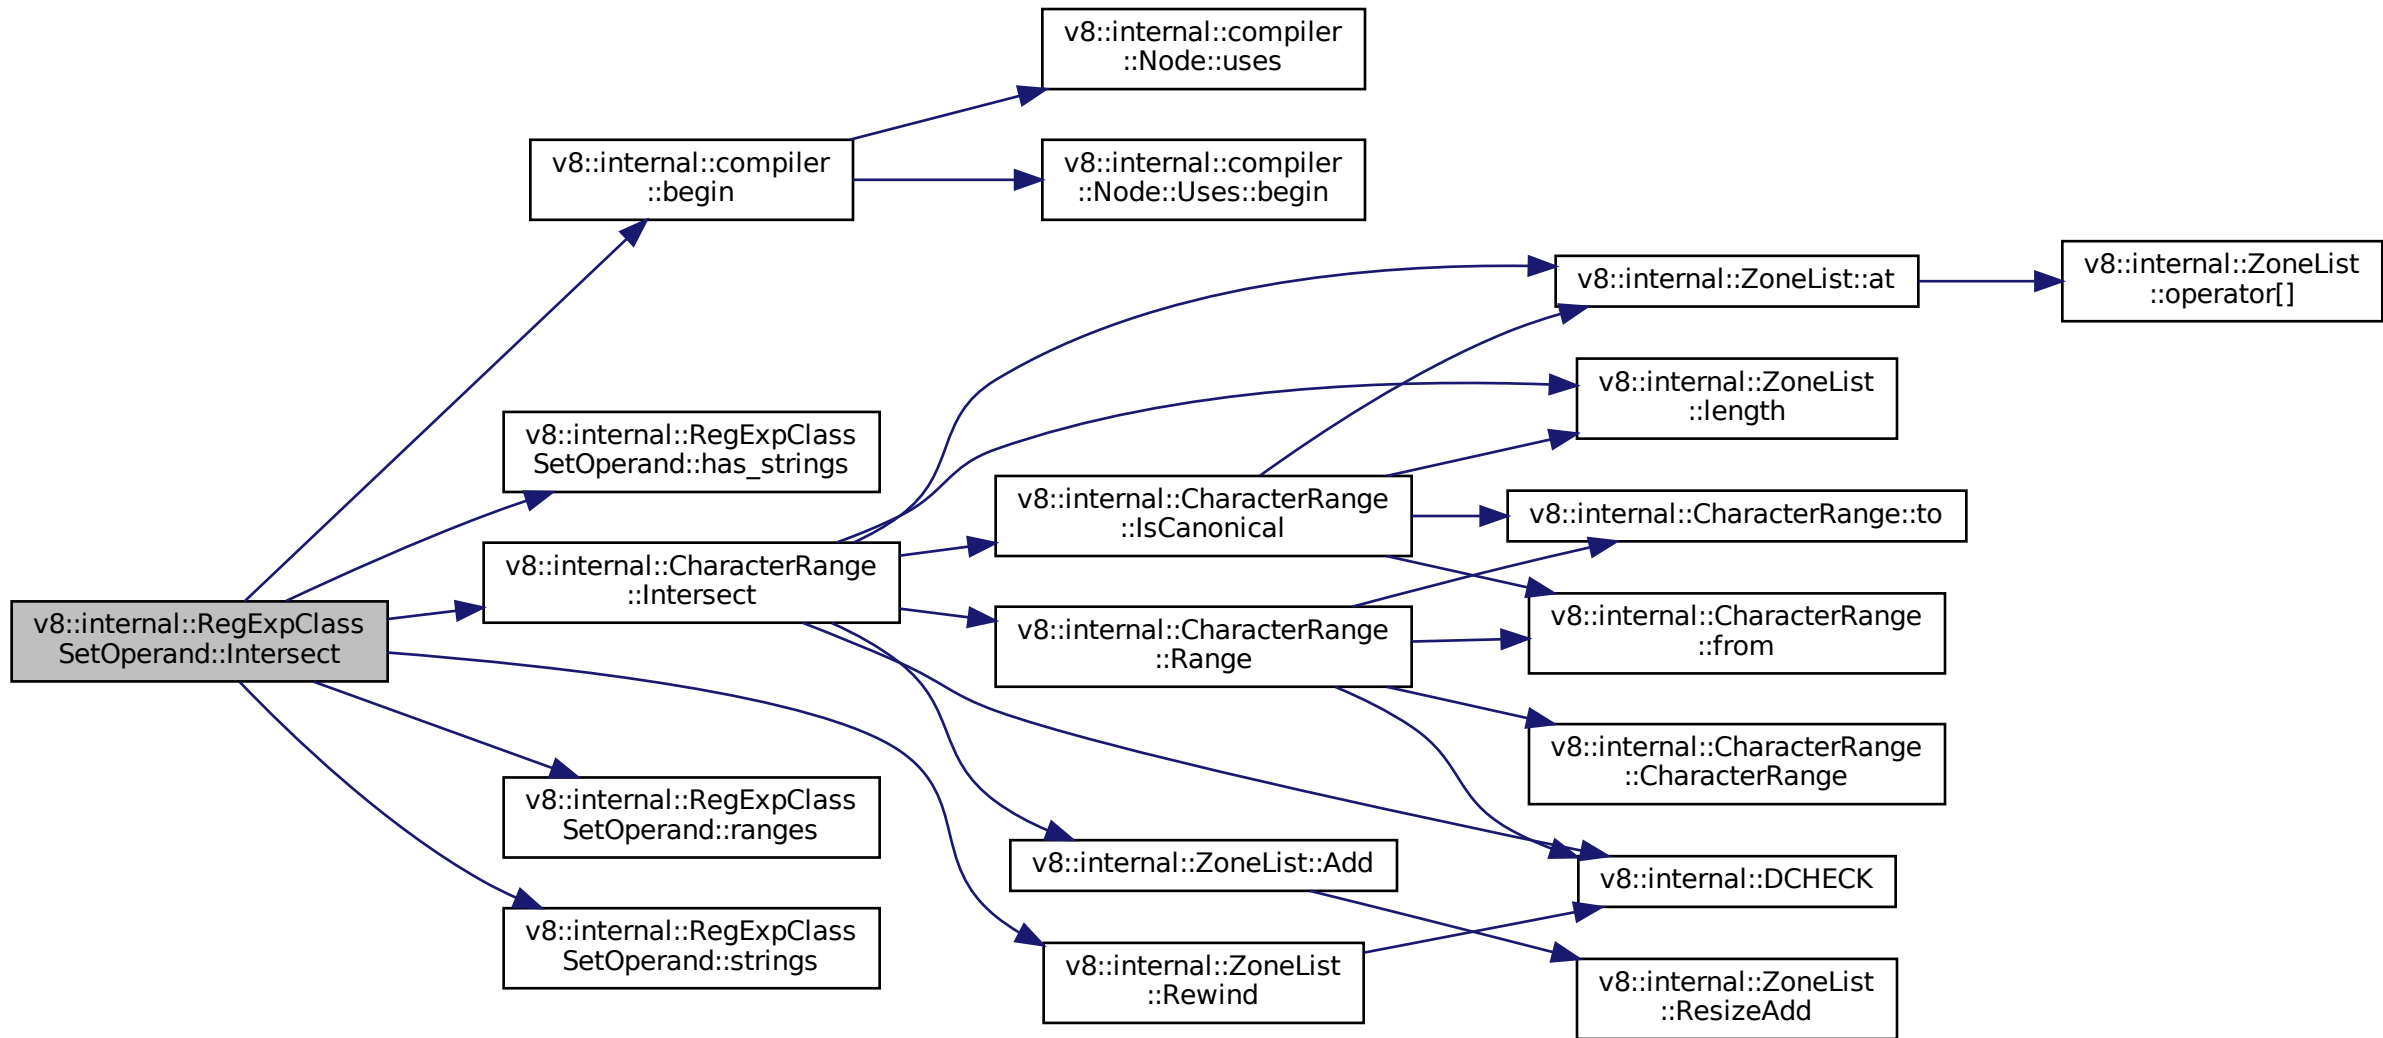 v8::internal::compiler
::Node::uses
v8::internal::compiler
::begin
v8::internal::compiler
::Node::Uses::begin
v8::internal::ZoneList::at
v8::internal::ZoneList
::operator[]
v8::internal::ZoneList
::length
v8::internal::RegExpClass
SetOperand::has_strings
v8::internal::CharacterRange
::IsCanonical
v8::internal::CharacterRange::to
v8::internal::CharacterRange
::Intersect
v8::internal::RegExpClass
SetOperand::Intersect
v8::internal::CharacterRange
::Range
v8::internal::CharacterRange
::from
v8::internal::CharacterRange
::CharacterRange
v8::internal::RegExpClass
SetOperand::ranges
v8::internal::ZoneList::Add
v8::internal::DCHECK
v8::internal::RegExpClass
SetOperand::strings
v8::internal::ZoneList
::Rewind
v8::internal::ZoneList
::ResizeAdd